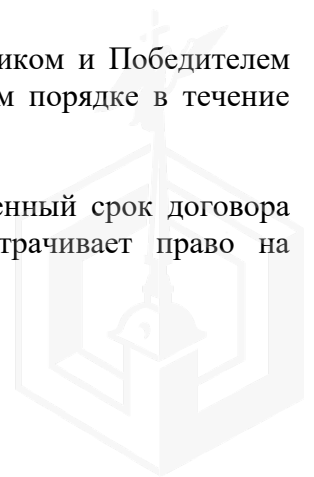 иком и Победителем
м порядке в течение
енный срок договора
трачивает право на